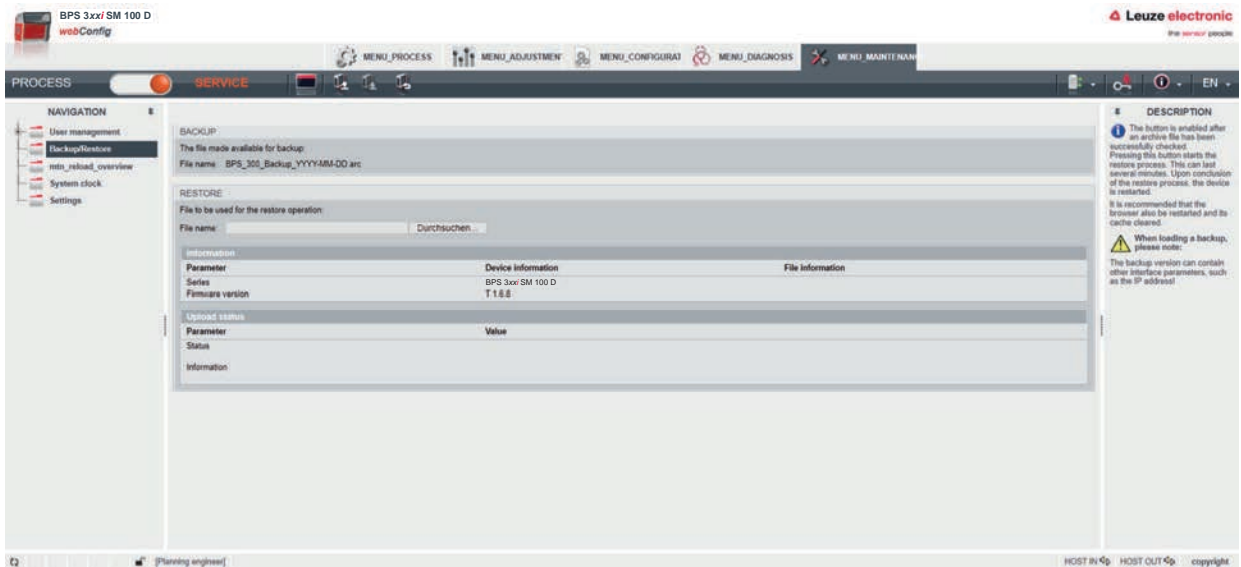 BPS 3xxi SM 100 D
webConfig
Leuze electronic
the sensor people
MENU_PROCESS
MENU_ADJUSTMENT
MENU_CONFIGURAT
MENU_DIAGNOSIS
MENU_MAINTENAN
PROCESS
SERVICE
EN
NAVIGATION
User management
Backup/Restore
mtn_reload_overview
System clock
Settings
BACKUP
The file made available for backup:
File name: BPS_300_Backup_YYYY-MM-DD.arc
RESTORE
File to be used for the restore operation:
File name:
Durchsuchen...
Information
Parameter Device information File information
Series BPS 3xxi SM 100 D
Firmware version T 1.6.8
Upload status
Parameter Value
Status
Information
DESCRIPTION
The button is enabled after
an archive file has been
successfully checked.
Pressing this button starts the
restore process. This can last
several minutes. Upon conclusion
of the restore process, the device
is restarted.
It is recommended that the
browser also be restarted and its
cache cleared.
When loading a backup,
please note:
The backup version can contain
other interface parameters, such
as the IP address!
[Planning engineer]
HOST IN
HOST OUT
copyright